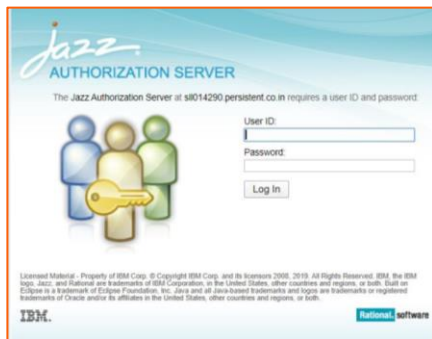 jazz
AUTHORIZATION SERVER
The Jazz Authorization Server at sll014290.persistent.co.in requires a user ID and password
User ID:
Password:
Log In
Licensed Material - Property of IBM Corp. © Copyright IBM Corp. and its licensors 2008, 2019. All Rights Reserved. IBM, the IBM
logo, Jazz, and Rational are trademarks of IBM Corporation, in the United States, other countries and regions, or both. Built on
Eclipse is a trademark of Eclipse Foundation, Inc. Java and all Java-based trademarks and logos are trademarks or registered
trademarks of Oracle and/or its affiliates in the United States, other countries and regions, or both.
IBM. Rational. software